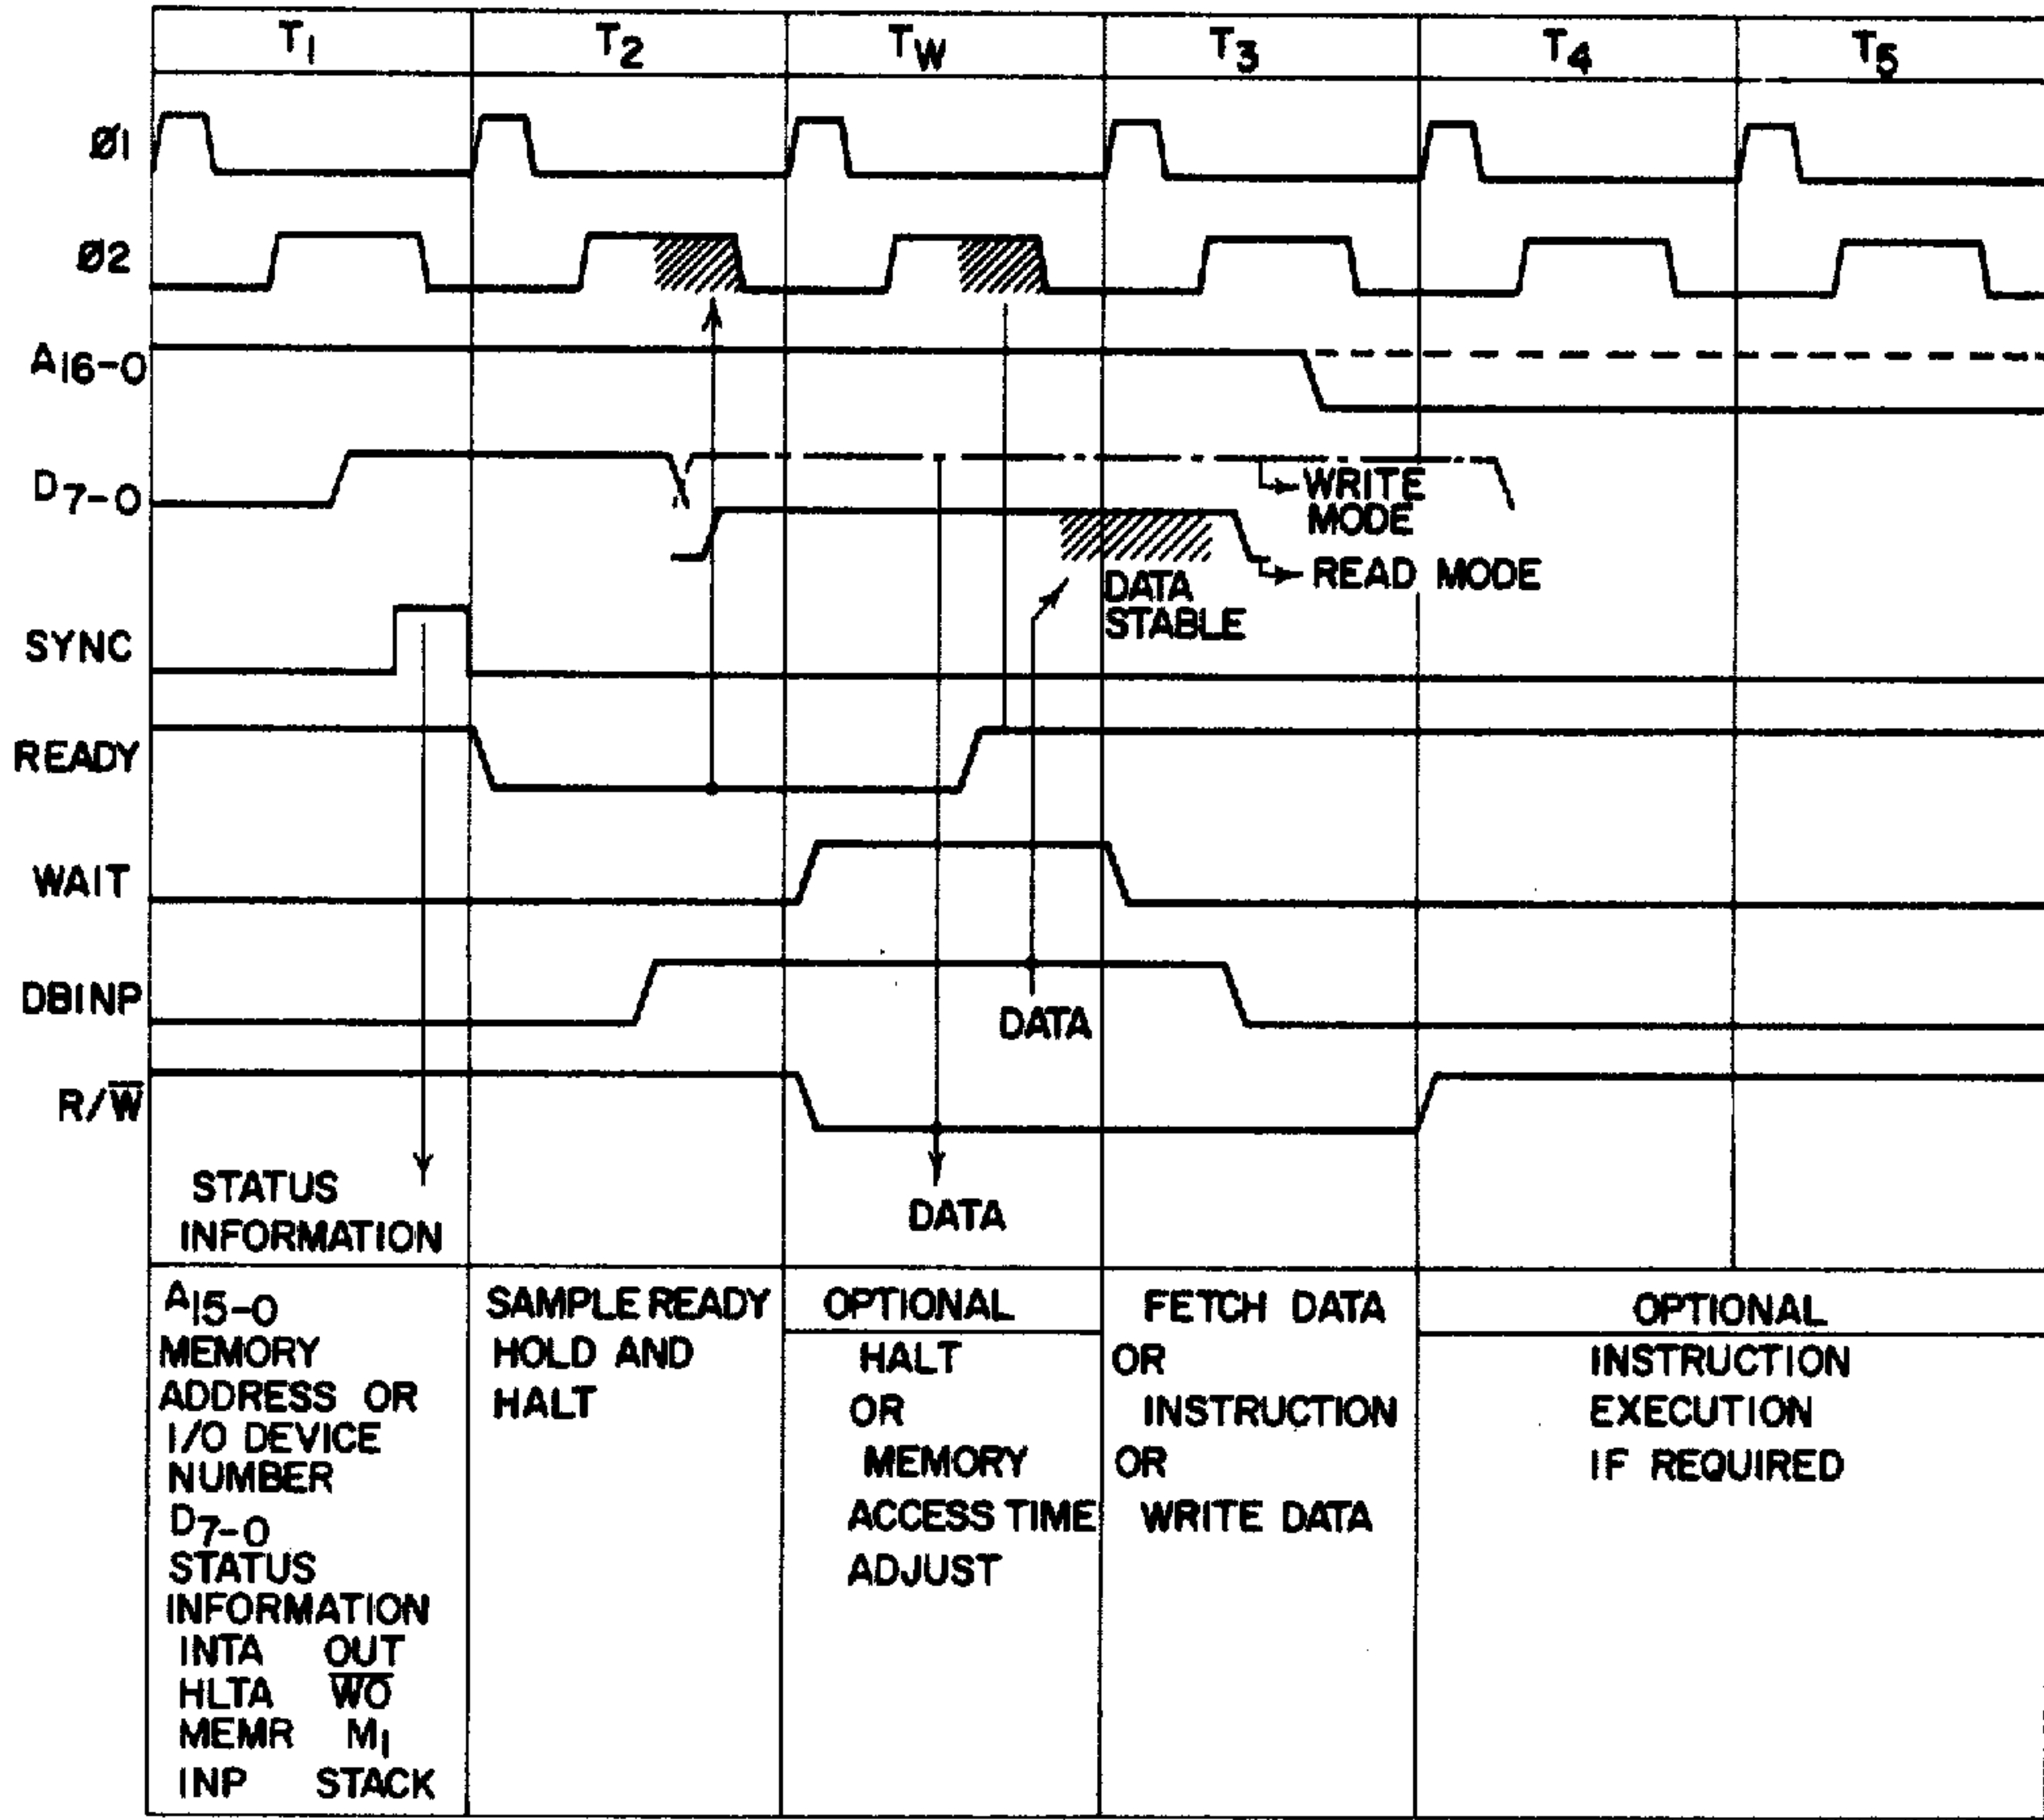 T1 T2 TW T3 T4 T5
Ø1
Ø2
A16-0
D7-0
WRITE
MODE
READ MODE
DATA
STABLE
SYNC
READY
WAIT
DBINP
DATA
R/W̅
STATUS
INFORMATION
DATA
A15-0
MEMORY
ADDRESS OR
I/O DEVICE
NUMBER
D7-0
STATUS
INFORMATION
INTA OUT
HLTA W̅O̅
MEMR M1
INP STACK
SAMPLE READY
HOLD AND
HALT
OPTIONAL
HALT
OR
MEMORY
ACCESS TIME
ADJUST
FETCH DATA
OR
INSTRUCTION
OR
WRITE DATA
OPTIONAL
INSTRUCTION
EXECUTION
IF REQUIRED